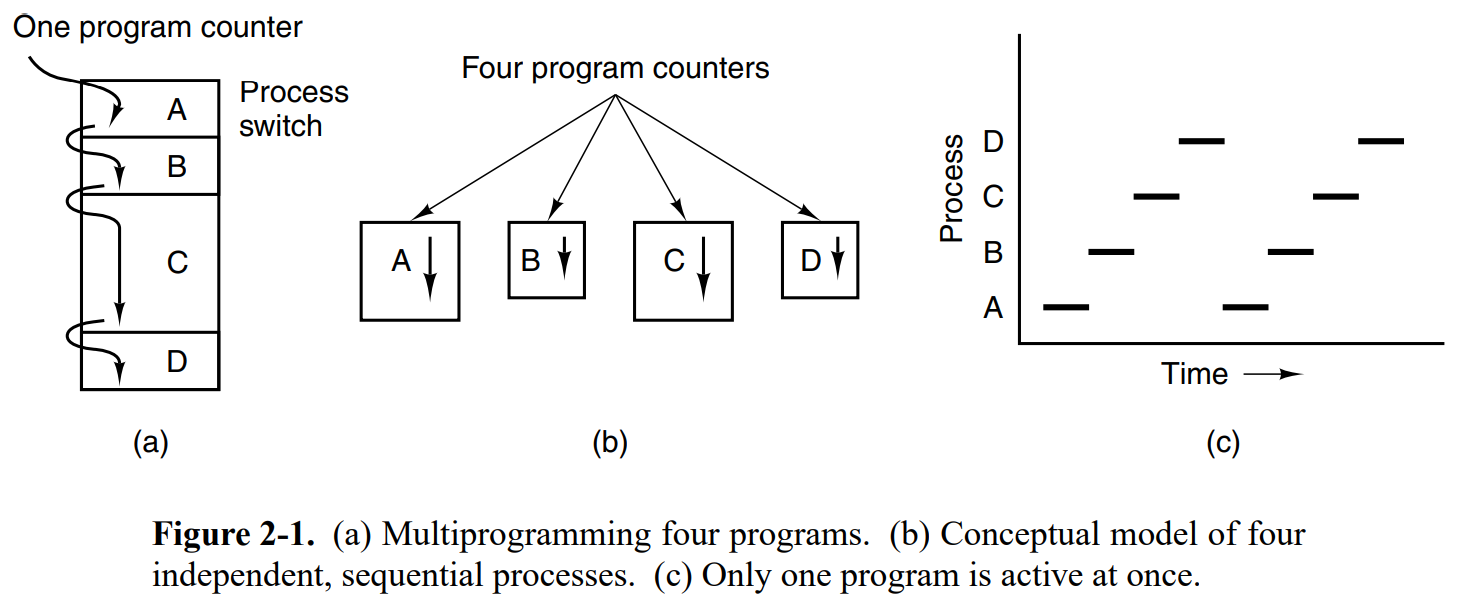 One program counter
A
B
C
D
Process
switch
(a)
Four program counters
A
B
C
D
(b)
Process
D
C
B
A
Time
(c)
Figure 2-1. (a) Multiprogramming four programs. (b) Conceptual model of four
independent, sequential processes. (c) Only one program is active at once.